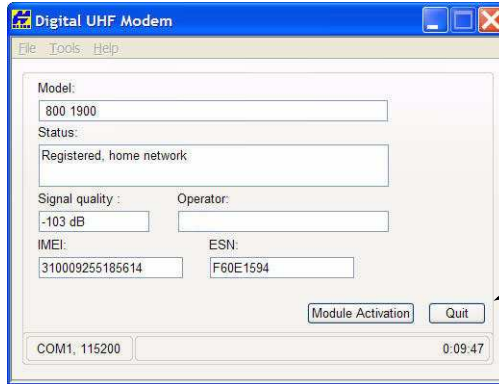 Digital UHF Modem
File Tools Help
Model:
800 1900
Status:
Registered, home network
Signal quality : Operator:
-103 dB
IMEI: ESN:
310009255185614 F60E1594
Module Activation Quit
COM1, 115200 0:09:47